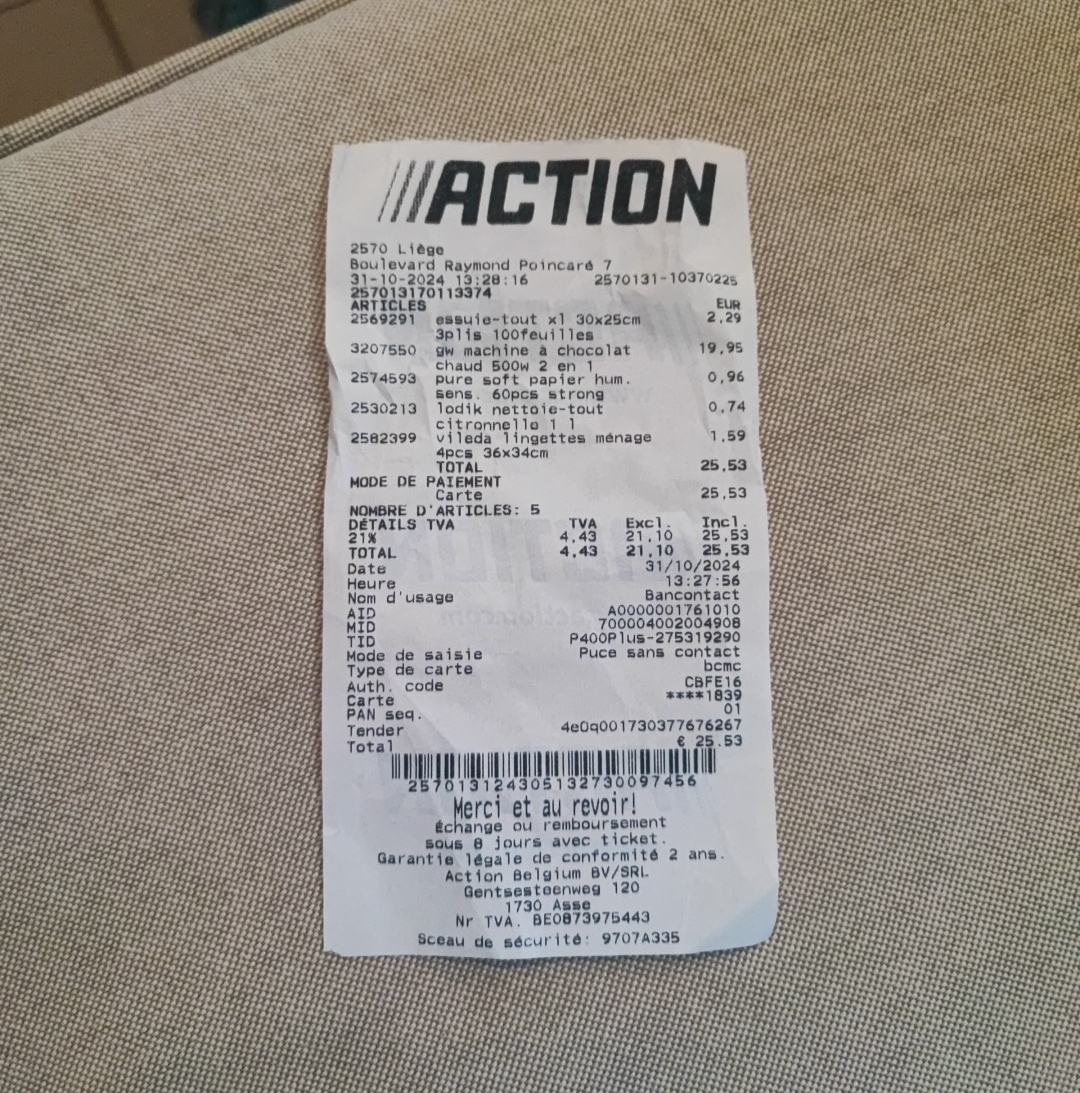 ///ACTION
2570 Liège
Boulevard Raymond Poincaré 7
31-10-2024 13:28:16 2570131-10370225
257013170113374
ARTICLES EUR
2569291 essuie-tout xl 30x25cm 2,29
3plis 100feuilles
3207550 gw machine à chocolat 19,95
chaud 500w 2 en 1
2574593 pure soft papier hum. 0,96
sens. 60pcs strong
2530213 lodik nettoie-tout 0,74
citronnelle 1 l
2582399 vileda lingettes ménage 1,59
4pcs 36x34cm
TOTAL 25,53
MODE DE PAIEMENT
Carte 25,53
NOMBRE D'ARTICLES: 5
DÉTAILS TVA TVA Excl. Incl.
21% 4,43 21,10 25,53
TOTAL 4,43 21,10 25,53
Date 31/10/2024
Heure 13:27:56
Nom d'usage Bancontact
AID A0000001761010
MID 700004002004908
TID P400Plus-275319290
Mode de saisie Puce sans contact
Type de carte bcmc
Auth. code CBFE16
Carte ****1839
PAN seq. 01
Tender 4e0q001730377676267
Total € 25.53
2570131243051327300​97456
Merci et au revoir!
Échange ou remboursement
sous 8 jours avec ticket.
Garantie légale de conformité 2 ans.
Action Belgium BV/SRL
Gentsesteenweg 120
1730 Asse
Nr TVA. BE0873975443
Sceau de sécurité: 9707A335